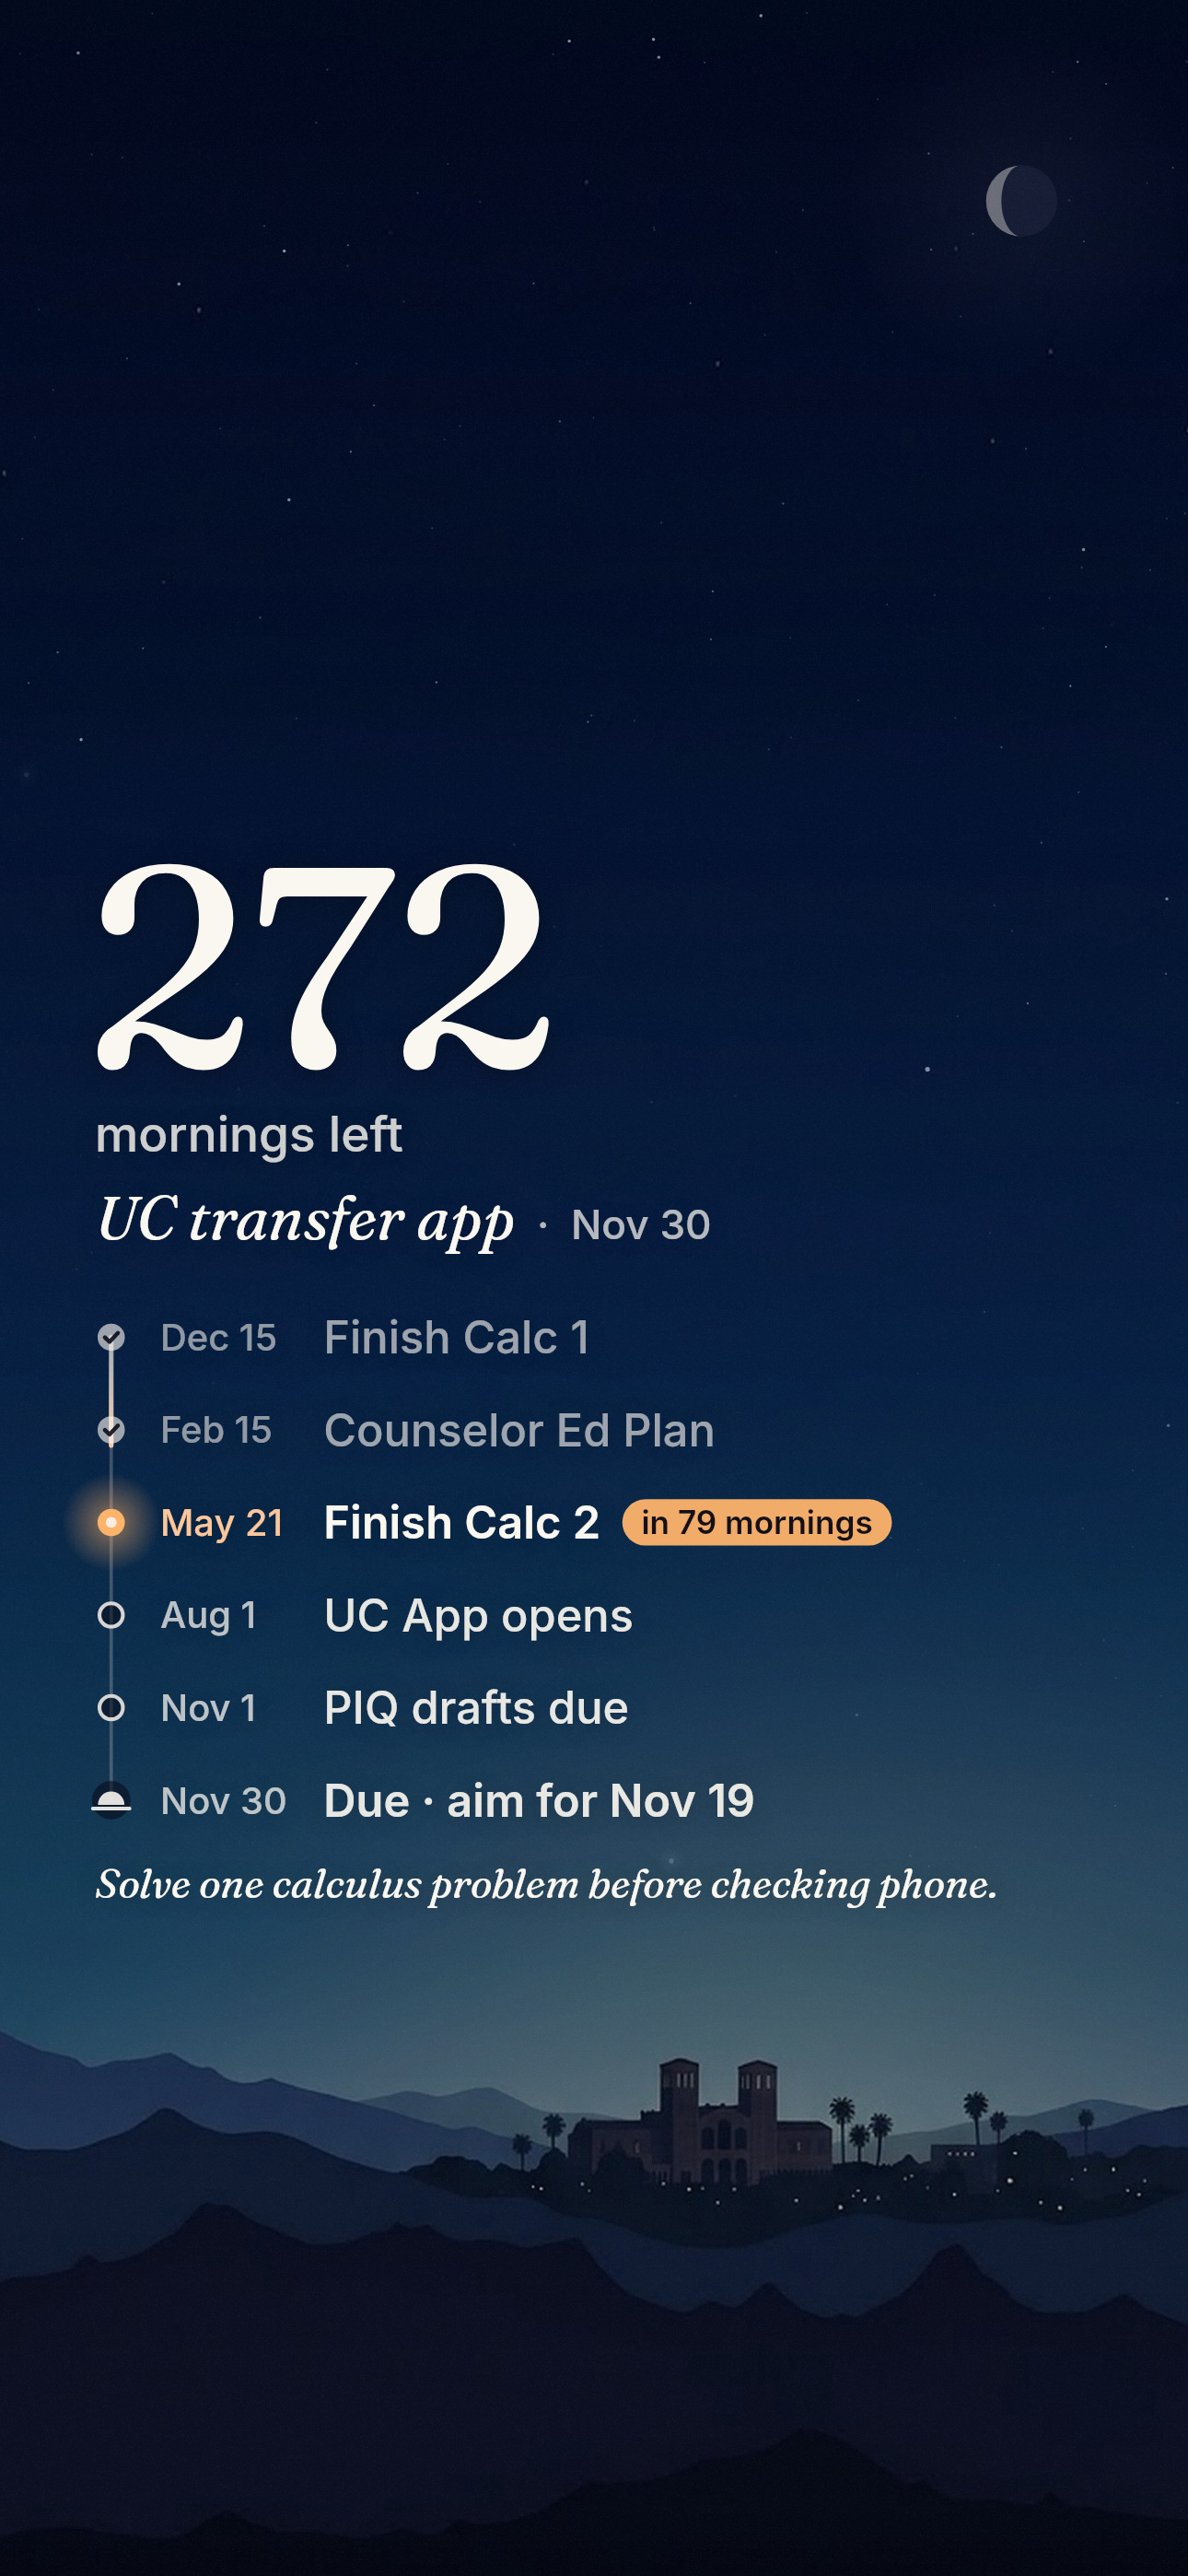 272
mornings left
UC transfer app · Nov 30
Dec 15 Finish Calc 1
Feb 15 Counselor Ed Plan
May 21 Finish Calc 2 in 79 mornings
Aug 1 UC App opens
Nov 1 PIQ drafts due
Nov 30 Due · aim for Nov 19
Solve one calculus problem before checking phone.